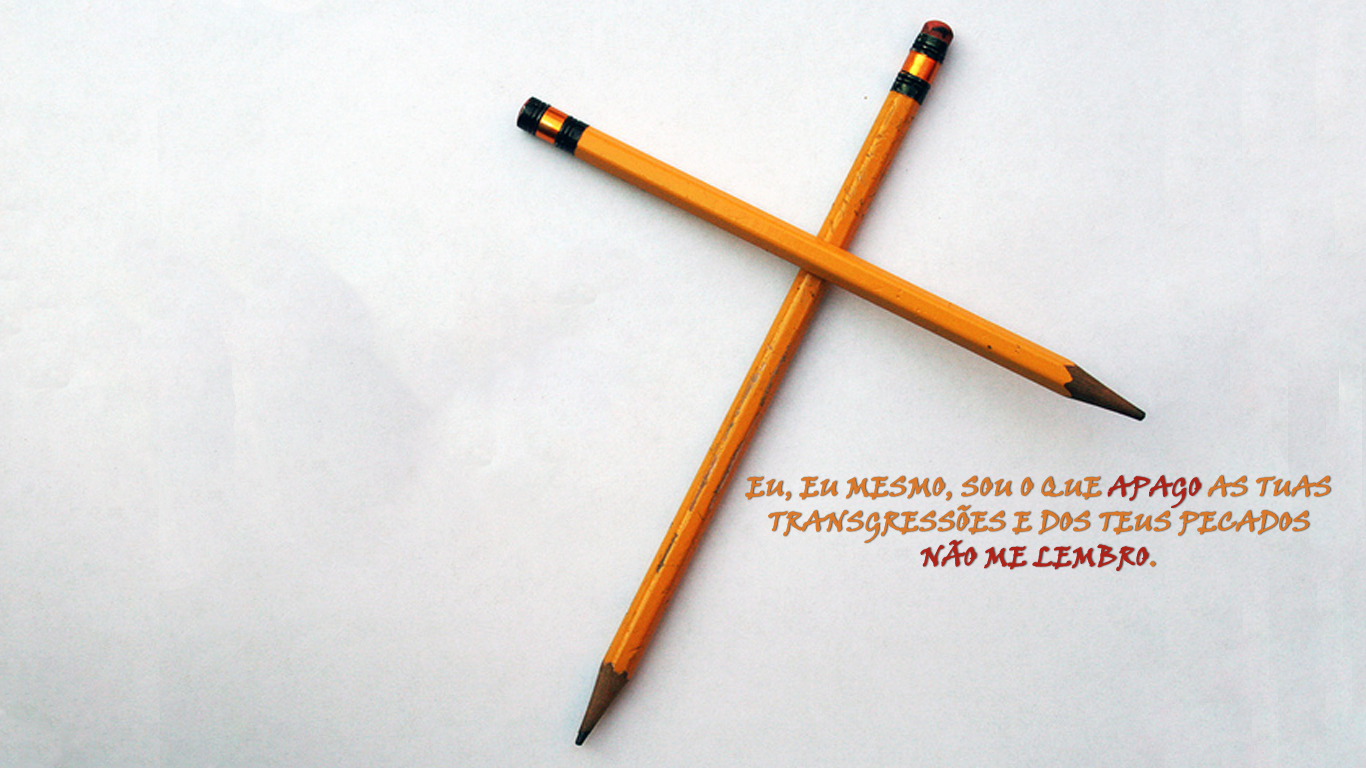 EU, EU MESMO, SOU O QUE APAGO AS TUAS
TRANSGRESSÕES E DOS TEUS PECADOS
NÃO ME LEMBRO.